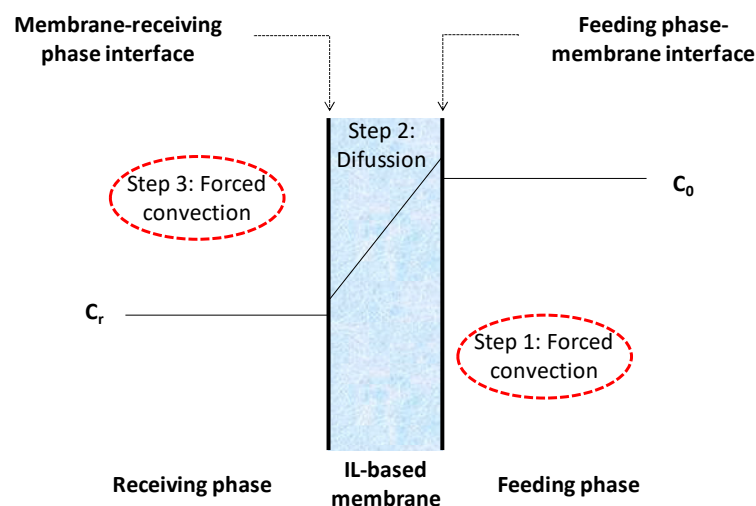 Membrane-receiving
phase interface
Feeding phase-
membrane interface
Step 2:
Difussion
Step 3: Forced
convection
C₀
Cᵣ
Step 1: Forced
convection
Receiving phase
IL-based
membrane
Feeding phase